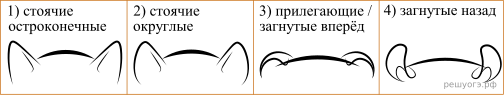 1) стоячие
остроконечные
2) стоячие
округлые
3) прилегающие /
загнутые вперёд
4) загнутые назад
решуогэ.рф